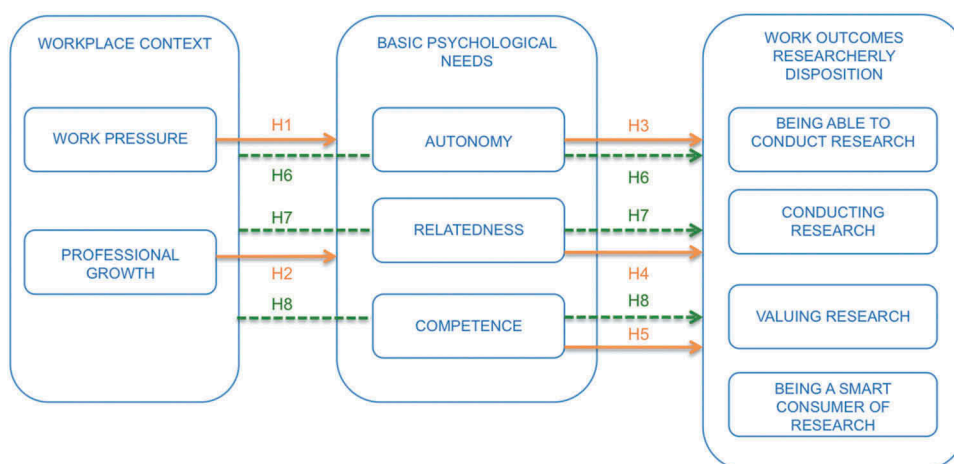 WORKPLACE CONTEXT
WORK PRESSURE
PROFESSIONAL
GROWTH
H1
H6
H7
H2
H8
BASIC PSYCHOLOGICAL
NEEDS
AUTONOMY
RELATEDNESS
COMPETENCE
H3
H6
H7
H4
H8
H5
WORK OUTCOMES
RESEARCHERLY
DISPOSITION
BEING ABLE TO
CONDUCT RESEARCH
CONDUCTING
RESEARCH
VALUING RESEARCH
BEING A SMART
CONSUMER OF
RESEARCH